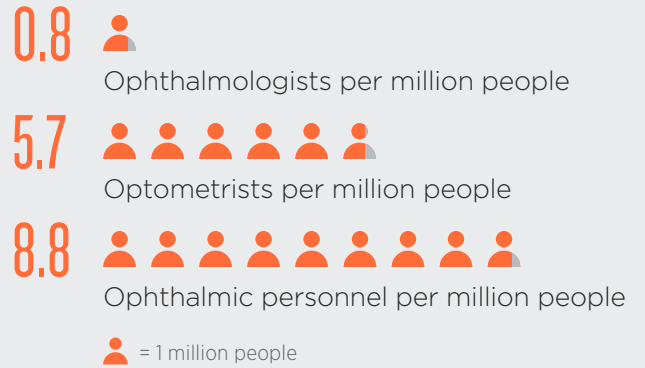 0.8
Ophthalmologists per million people
5.7
Optometrists per million people
8.8
Ophthalmic personnel per million people
= 1 million people